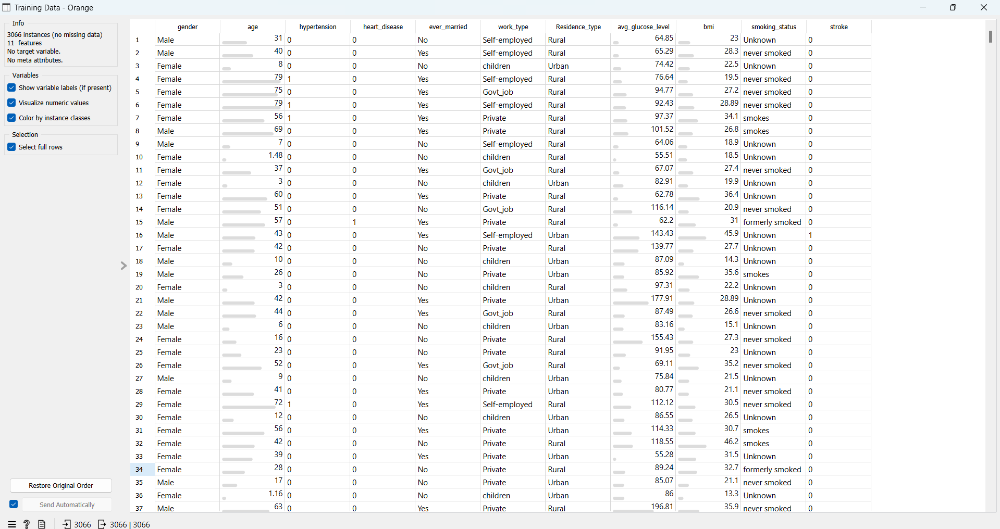 Training Data - Orange
Info
3066 instances (no missing data)
11 features
No target variable.
No meta attributes.
Variables
Show variable labels (if present)
Visualize numeric values
Color by instance classes
Selection
Select full rows
gender age hypertension heart_disease ever_married work_type Residence_type avg_glucose_level bmi smoking_status stroke
1 Male 31 0 0 No Self-employed Rural 64.85 23 Unknown 0
2 Male 40 0 0 Yes Self-employed Rural 65.29 28.3 never smoked 0
3 Female 8 0 0 No children Urban 74.42 22.5 Unknown 0
4 Female 79 1 0 Yes Self-employed Rural 76.64 19.5 never smoked 0
5 Female 75 0 0 Yes Govt_job Rural 94.77 27.2 never smoked 0
6 Female 79 1 0 Yes Self-employed Rural 92.43 28.89 never smoked 0
7 Female 56 1 0 Yes Private Rural 97.37 34.1 smokes 0
8 Male 69 0 0 Yes Private Rural 101.52 26.8 smokes 0
9 Male 7 0 0 No Self-employed Rural 64.06 18.9 Unknown 0
10 Female 1.48 0 0 No children Rural 55.51 18.5 Unknown 0
11 Female 37 0 0 Yes Govt_job Rural 67.07 27.4 never smoked 0
12 Female 3 0 0 No children Urban 82.91 19.9 Unknown 0
13 Female 60 0 0 Yes Private Rural 62.78 36.4 Unknown 0
14 Female 51 0 0 No Govt_job Rural 116.14 20.9 never smoked 0
15 Male 57 0 1 Yes Private Rural 62.2 31 formerly smoked 0
16 Male 43 0 0 Yes Self-employed Urban 143.43 45.9 Unknown 1
17 Female 42 0 0 No Private Rural 139.77 27.7 Unknown 0
18 Male 10 0 0 No children Urban 87.09 14.3 Unknown 0
19 Male 26 0 0 No Private Urban 85.92 35.6 smokes 0
20 Female 3 0 0 No children Rural 97.31 22.2 Unknown 0
21 Male 42 0 0 Yes Private Urban 177.91 28.89 Unknown 0
22 Male 44 0 0 Yes Govt_job Rural 87.49 26.6 never smoked 0
23 Male 6 0 0 No children Urban 83.16 15.1 Unknown 0
24 Female 16 0 0 No Private Rural 155.43 27.3 never smoked 0
25 Female 23 0 0 No Private Rural 91.95 23 Unknown 0
26 Female 52 0 0 Yes Govt_job Rural 69.11 35.2 never smoked 0
27 Male 9 0 0 No children Urban 75.84 21.5 Unknown 0
28 Female 41 0 0 Yes Private Urban 80.77 21.1 never smoked 0
29 Female 72 1 0 Yes Self-employed Rural 112.12 30.5 never smoked 0
30 Female 12 0 0 No children Urban 86.55 26.5 Unknown 0
31 Female 56 0 0 Yes Private Urban 114.33 30.7 smokes 0
32 Female 42 0 0 No Private Rural 118.55 46.2 smokes 0
33 Female 39 0 0 Yes Private Urban 55.28 31.5 Unknown 0
34 Female 28 0 0 No Private Rural 89.24 32.7 formerly smoked 0
35 Male 17 0 0 No Private Urban 85.07 21.1 never smoked 0
36 Female 1.16 0 0 No children Urban 86 13.3 Unknown 0
37 Male 63 0 0 Yes Private Rural 196.81 35.9 never smoked 0
Restore Original Order
Send Automatically
3066 3066 | 3066